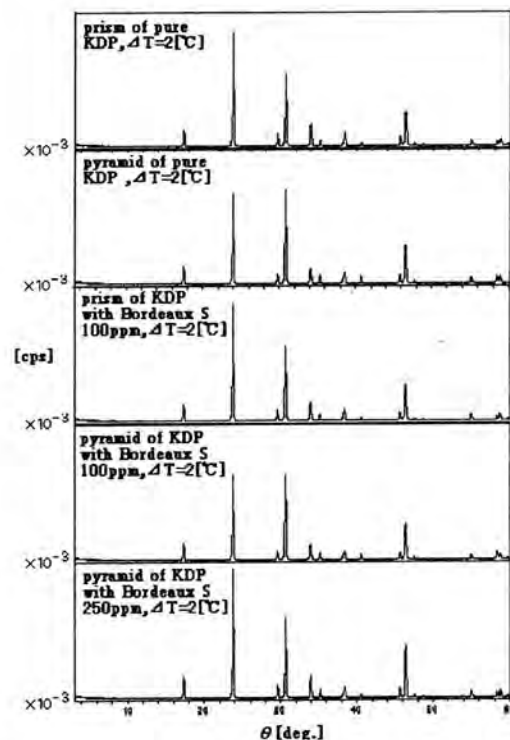 prism of pure
KDP, ⊿T=2[℃]
×10⁻³
pyramid of pure
KDP , ⊿T=2[℃]
×10⁻³
prism of KDP
with Bordeaux S
100ppm, ⊿T=2[℃]
[cps]
×10⁻³
pyramid of KDP
with Bordeaux S
100ppm, ⊿T=2[℃]
×10⁻³
pyramid of KDP
with Bordeaux S
250ppm, ⊿T=2[℃]
×10⁻³
10 20 30 40 50
θ [deg.]